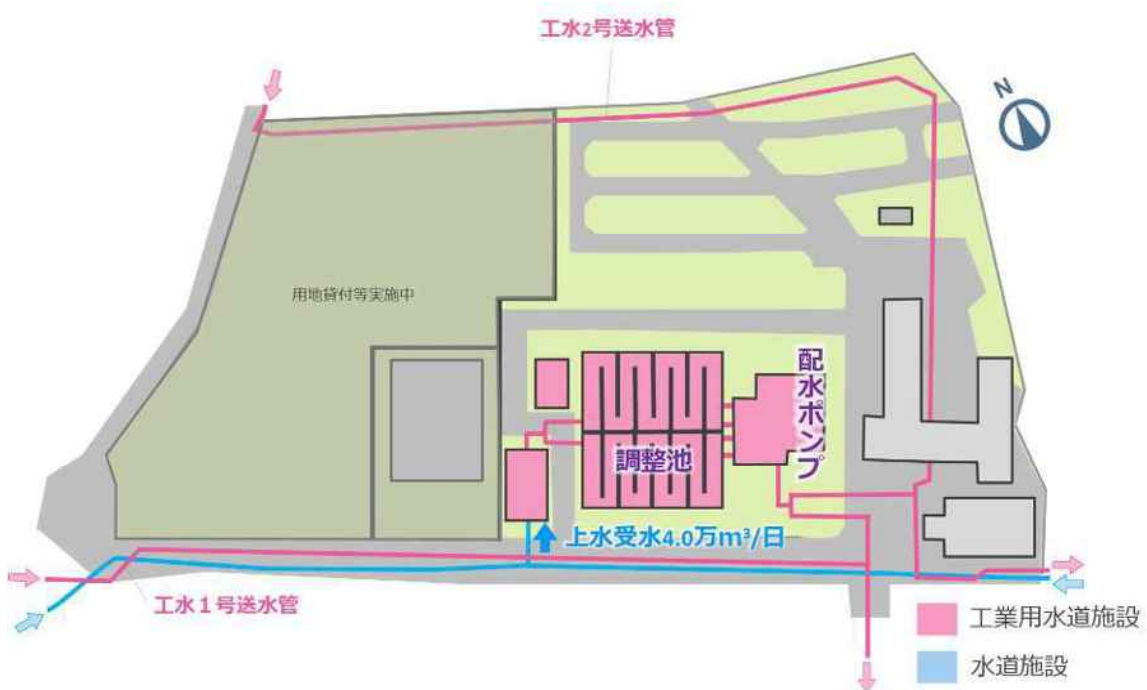 工水2号送水管
N
用地貸付等実施中
配水ポンプ
調整池
上水受水4.0万m³/日
工水１号送水管
工業用水道施設
水道施設